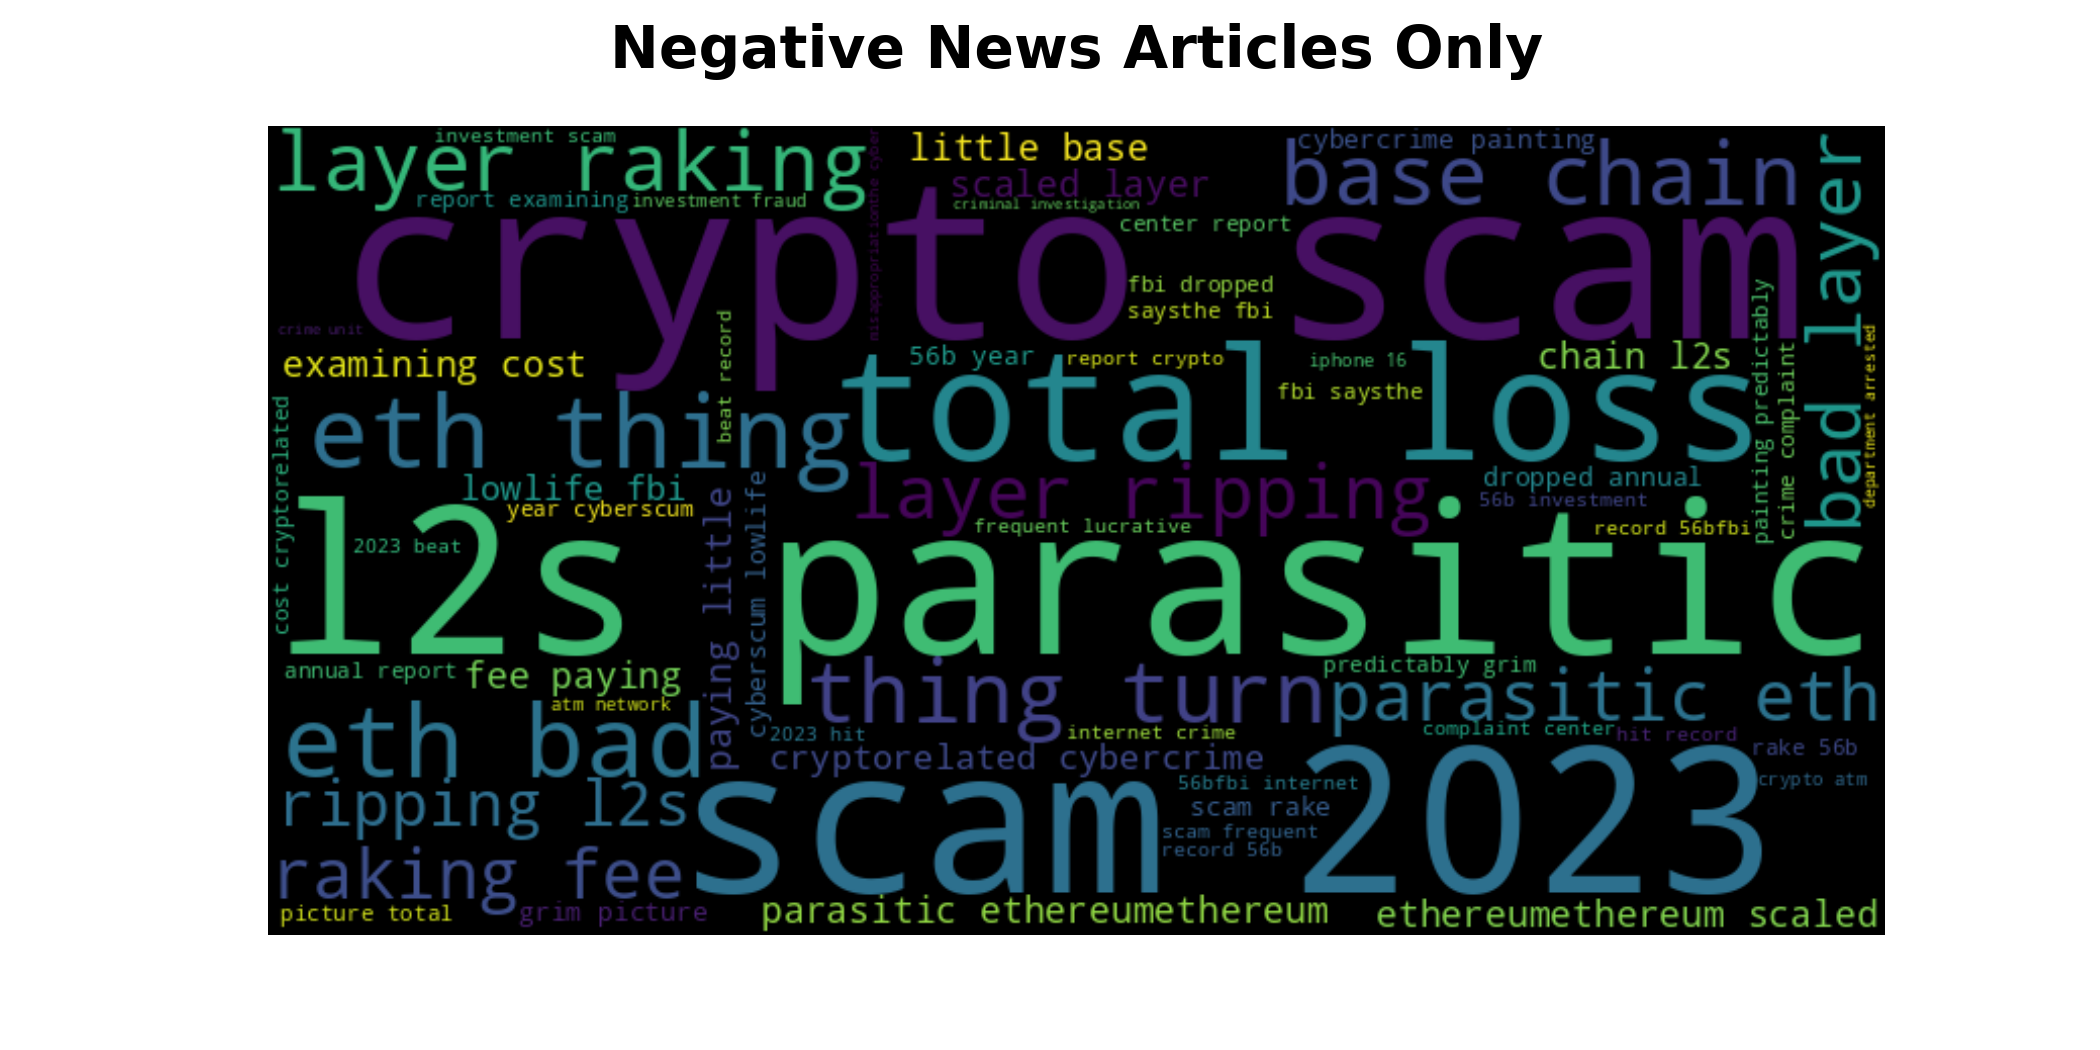 Negative News Articles Only
layer raking
investment scam
report examining
investment fraud
misappropriationthe cyber
little base
scaled layer
criminal investigation
center report
cybercrime painting
base chain
bad layer
crypto scam
fbi dropped
saysthe fbi
crime unit
examining cost
beat record
56b year
report crypto
iphone 16
fbi saysthe
chain l2s
painting predictably
crime complaint
department arrested
eth thing
total loss
cost cryptorelated
lowlife fbi
year cyberscum
layer ripping
dropped annual
56b investment
record 56bfbi
frequent lucrative
2023 beat
l2s parasitic
paying little
cyberscum lowlife
annual report
fee paying
atm network
thing turn
predictably grim
parasitic eth
eth bad
2023 hit
internet crime
complaint center
hit record
rake 56b
cryptorelated cybercrime
crypto atm
ripping l2s
scam 2023
56bfbi internet
scam rake
scam frequent
record 56b
raking fee
picture total
grim picture
parasitic ethereumethereum
ethereumethereum scaled